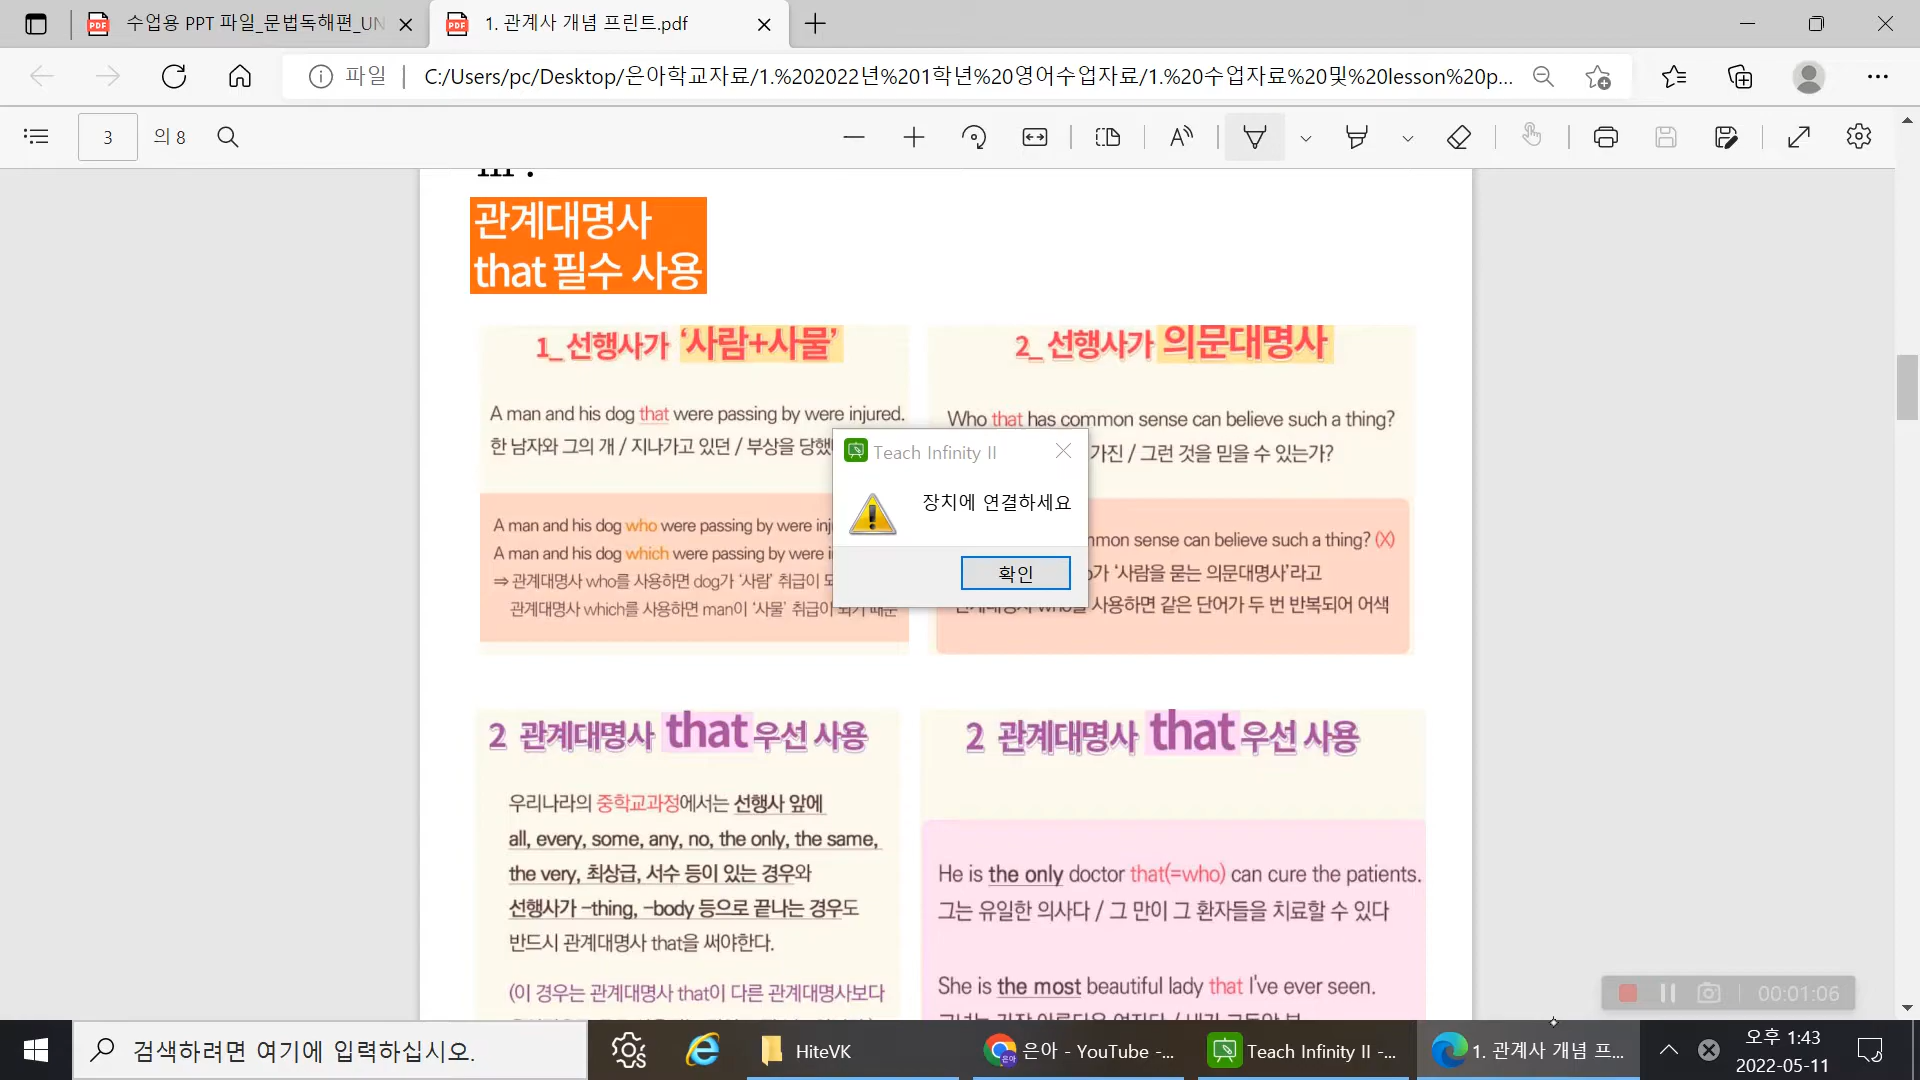 수업용 PPT 파일_문법독해편_UN
1. 관계사 개념 프린트.pdf
파일
C:/Users/pc/Desktop/은아학교자료/1.%202022년%201학년%20영어수업자료/1.%20수업자료%20및%20lesson%20p...
3 의 8
관계대명사
that 필수 사용
1_ 선행사가 ‘사람+사물’
A man and his dog that were passing by were injured.
한 남자와 그의 개 / 지나가고 있던 / 부상을
A man and his dog who were passing by were
A man and his dog which were passing by were
⇒ 관계대명사 who를 사용하면 dog가 ‘사람’ 취급이
관계대명사 which를 사용하면 man이 ‘사물’ 취급이 되기 때문
2_ 선행사가 의문대명사
Who that has common sense can believe such a thing?
가진 / 그런 것을 믿을 수 있는가?
sense can believe such a thing? (X)
‘사람을 묻는 의문대명사’라고
사용하면 같은 단어가 두 번 반복되어 어색
Teach Infinity II
장치에 연결하세요
확인
2 관계대명사 that 우선 사용
우리나라의 중학교과정에서는 선행사 앞에
all, every, some, any, no, the only, the same,
the very, 최상급, 서수 등이 있는 경우와
선행사가 -thing, -body 등으로 끝나는 경우도
반드시 관계대명사 that을 써야한다.
(이 경우는 관계대명사 that이 다른 관계대명사보다
2 관계대명사 that 우선 사용
He is the only doctor that(=who) can cure the patients.
그는 유일한 의사다 / 그 만이 그 환자들을 치료할 수 있다
She is the most beautiful lady that I've ever seen.
00:01:06
검색하려면 여기에 입력하십시오.
HiteVK
은아 - YouTube -...
Teach Infinity II -...
1. 관계사 개념 프...
오후 1:43
2022-05-11